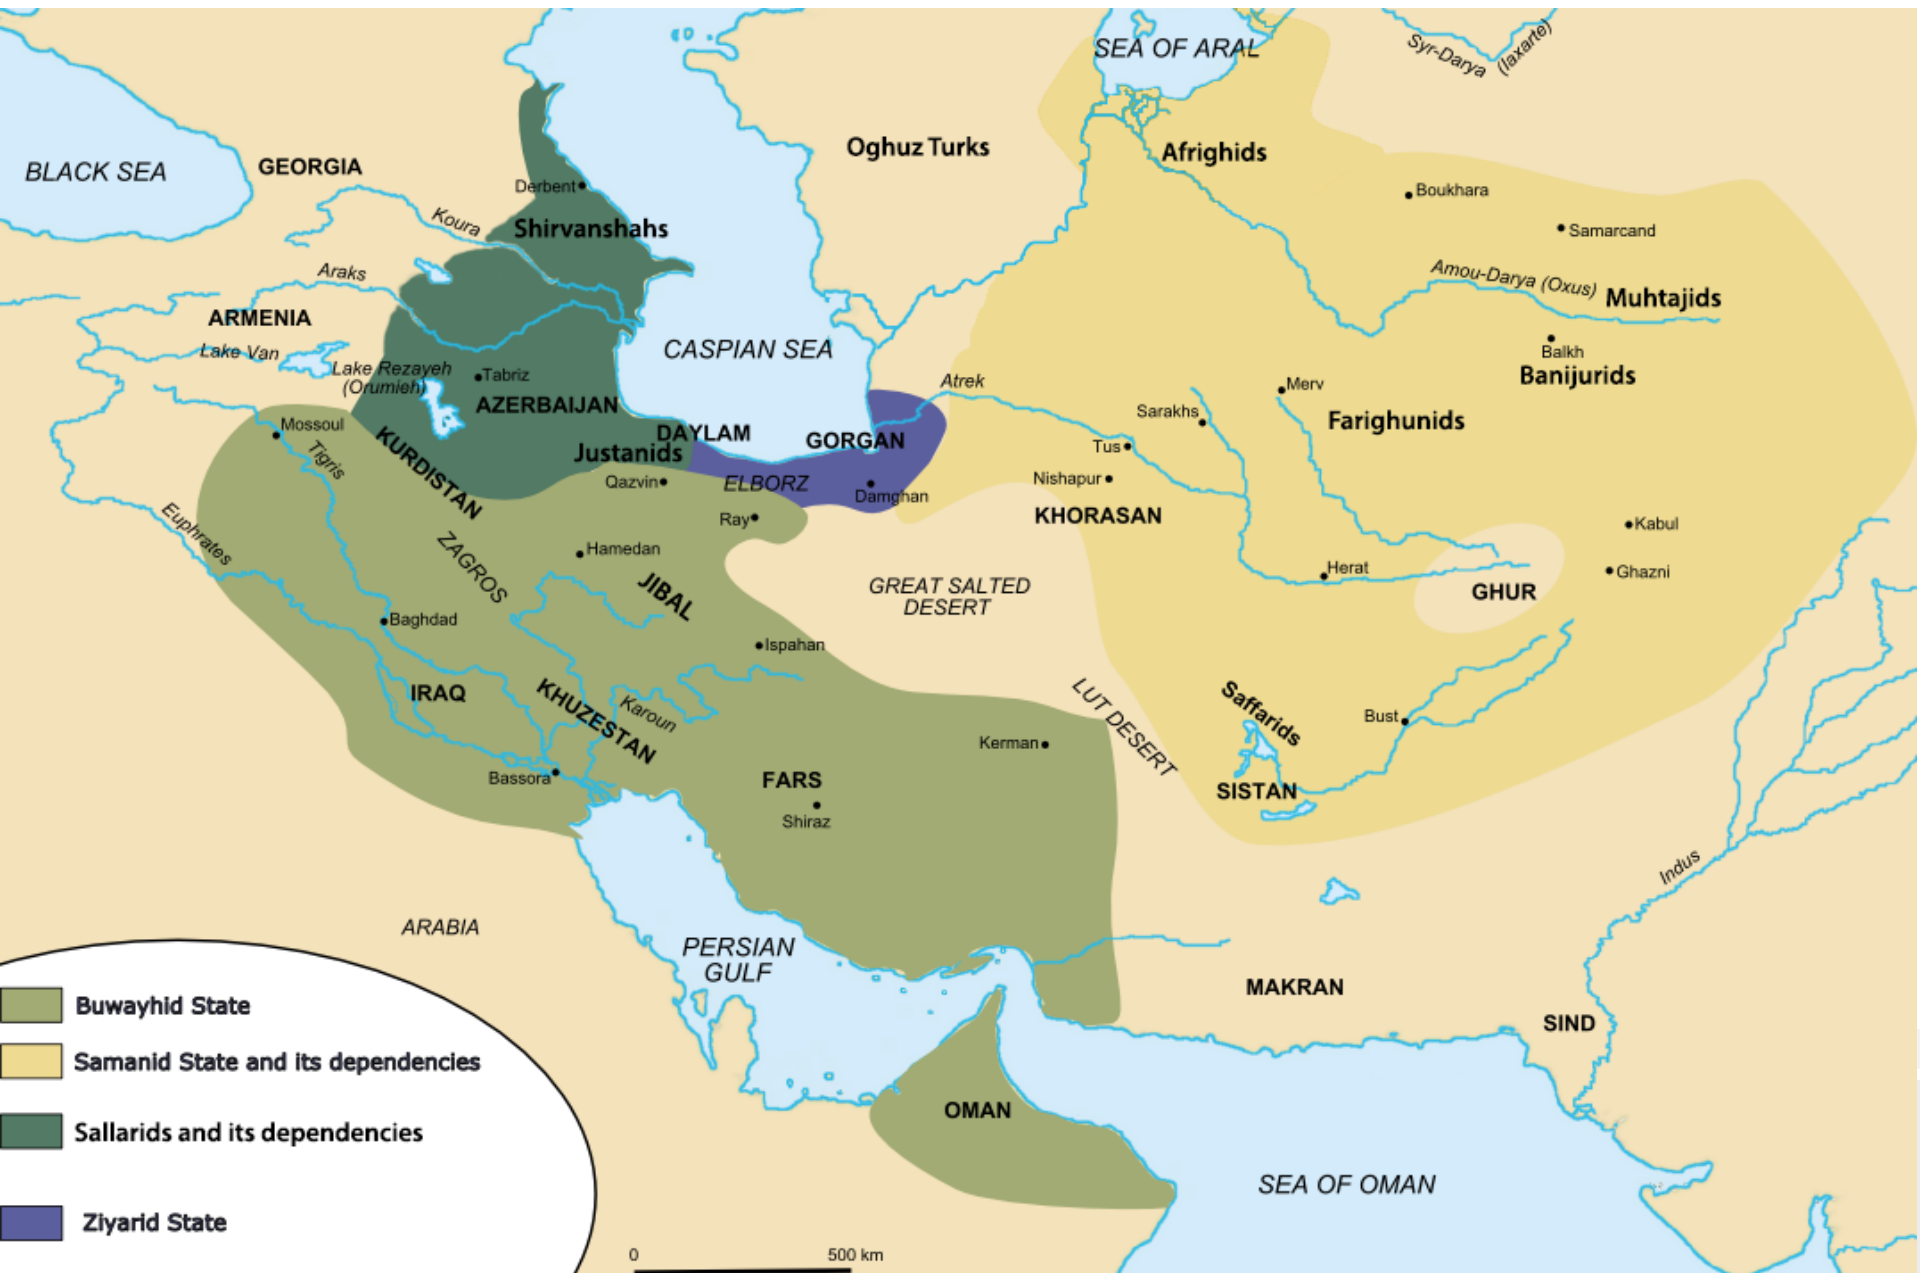 SEA OF ARAL
Syr-Darya
(Iaxarte)
BLACK SEA
GEORGIA
Oghuz Turks
Afrighids
Derbent
Boukhara
Koura
Shirvanshahs
Samarcand
Araks
Amou-Darya (Oxus)
Muhtajids
ARMENIA
Lake Van
CASPIAN SEA
Balkh
Banijurids
Lake Rezayeh
(Orumieh)
Tabriz
Atrek
Merv
AZERBAIJAN
Sarakhs
Farighunids
Mossoul
DAYLAM
GORGAN
Tus
KURDISTAN
Tigris
Justanids
Qazvin
ELBORZ
Damghan
Nishapur
KHORASAN
Ray
Kabul
Euphrates
ZAGROS
Hamedan
JIBAL
GREAT SALTED
DESERT
Herat
Ghazni
GHUR
Baghdad
Ispahan
IRAQ
KHUZESTAN
Karoun
LUT DESERT
Saffarids
Bust
Kerman
Bassora
FARS
Shiraz
SISTAN
Indus
ARABIA
PERSIAN
GULF
MAKRAN
SIND
Buwayhid State
Samanid State and its dependencies
Sallarids and its dependencies
Ziyarid State
OMAN
SEA OF OMAN
0
500 km